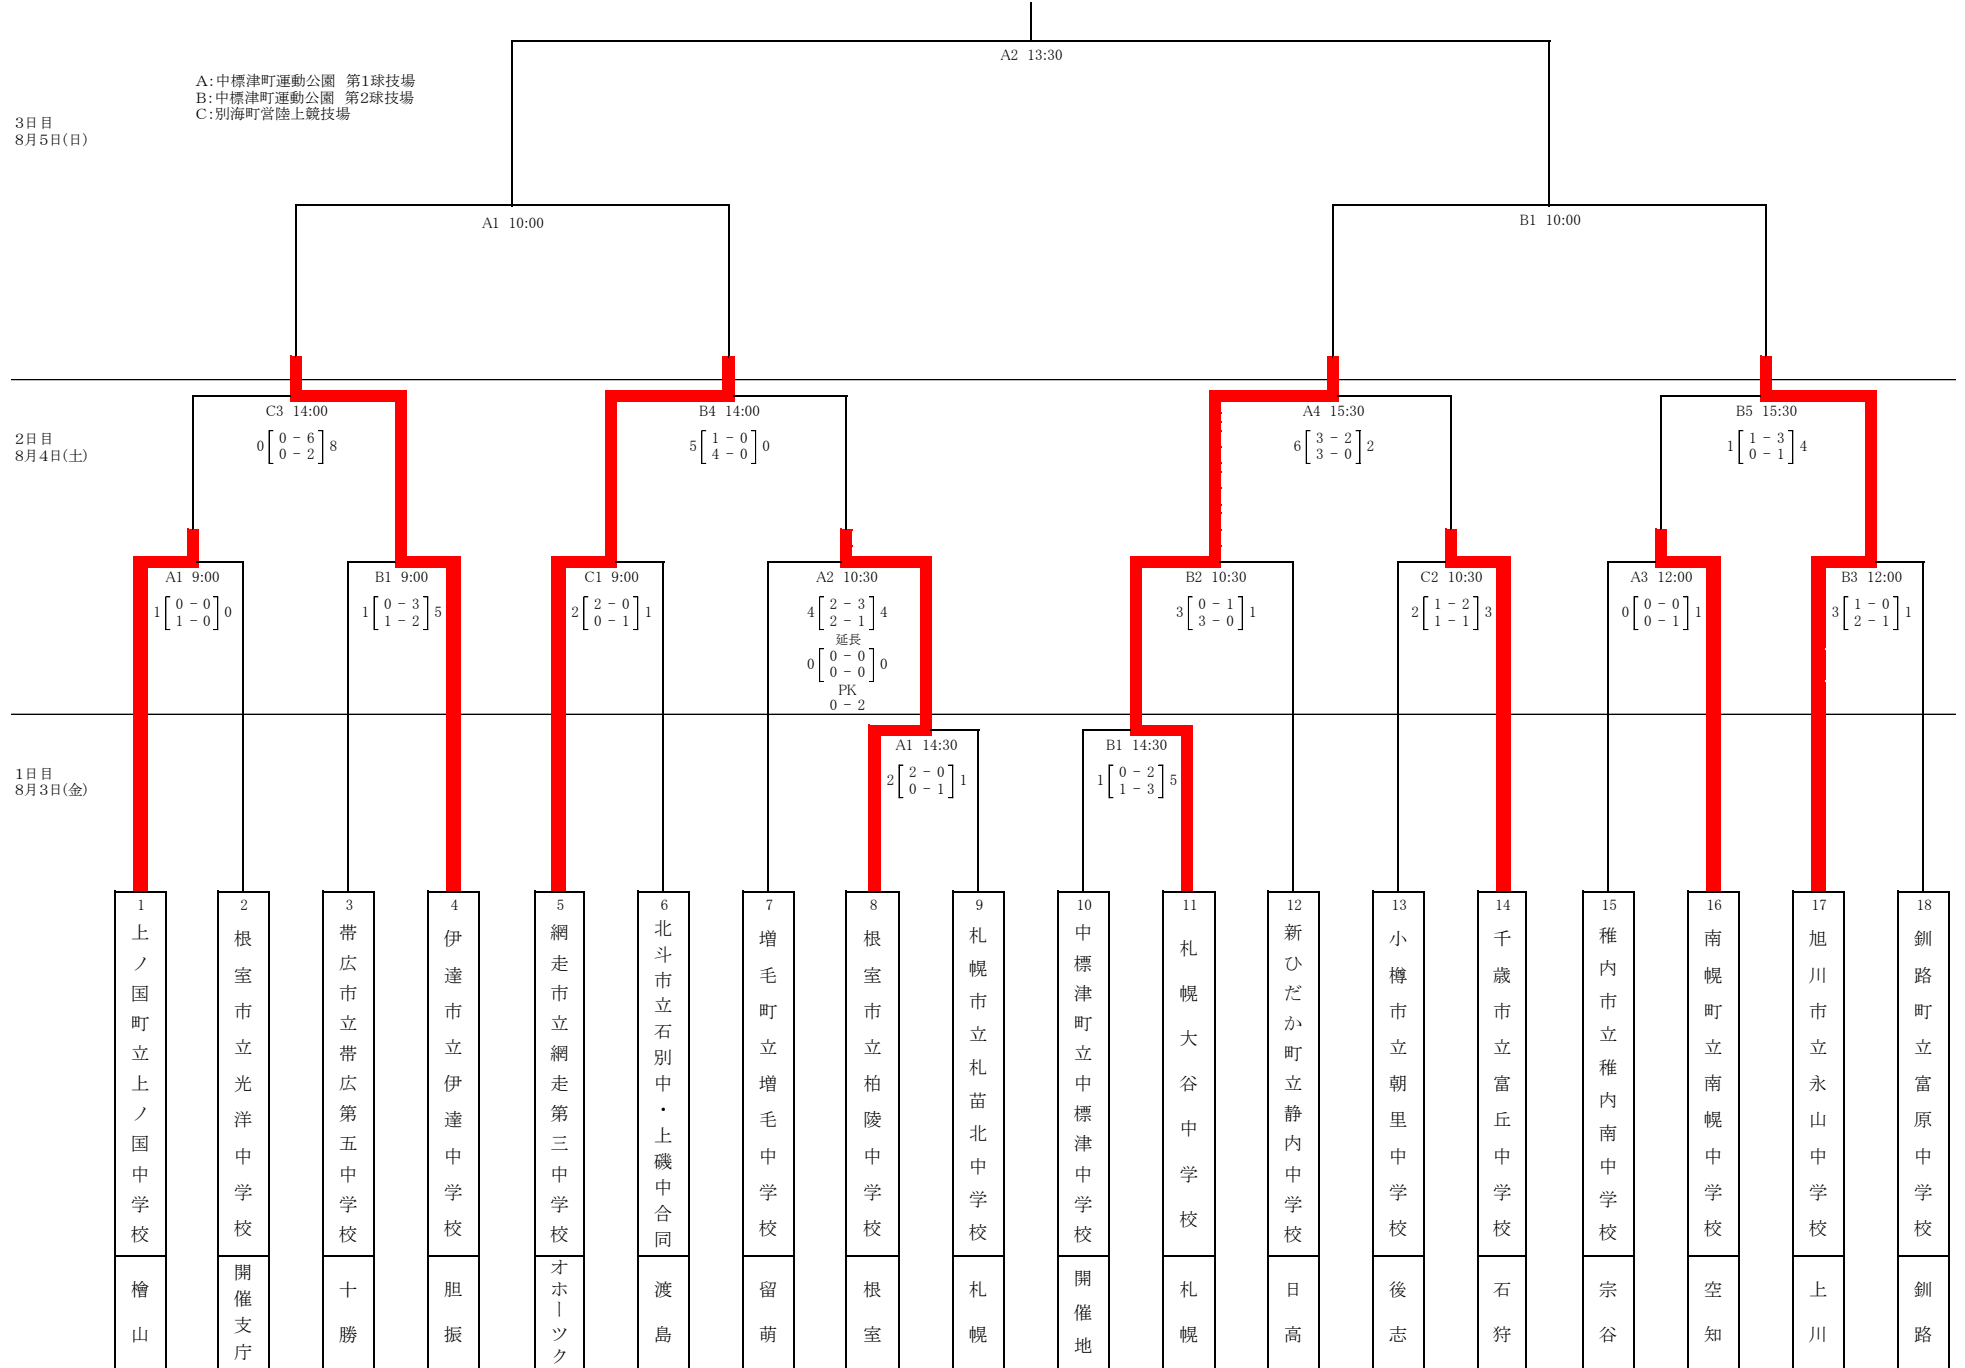 A2 13:30
A:中標津町運動公園 第1球技場
B:中標津町運動公園 第2球技場
C:別海町営陸上競技場
3日目
8月5日(日)
A1 10:00
B1 10:00
C3 14:00
B4 14:00
A4 15:30
B5 15:30
2日目
8月4日(土)
0 [ 0 - 6 ] 8
0 - 2
5 [ 1 - 0 ] 0
4 - 0
6 [ 3 - 2 ] 2
3 - 0
1 [ 1 - 3 ] 4
0 - 1
A1 9:00
B1 9:00
C1 9:00
A2 10:30
B2 10:30
C2 10:30
A3 12:00
B3 12:00
1 [ 0 - 0 ] 0
1 - 0
1 [ 0 - 3 ] 5
1 - 2
2 [ 2 - 0 ] 1
0 - 1
4 [ 2 - 3 ] 4
2 - 1
延長
0 [ 0 - 0 ] 0
0 - 0
PK
0 - 2
3 [ 0 - 1 ] 1
3 - 0
2 [ 1 - 2 ] 3
1 - 1
0 [ 0 - 0 ] 1
0 - 1
3 [ 1 - 0 ] 1
2 - 1
1日目
8月3日(金)
A1 14:30
2 [ 2 - 0 ] 1
0 - 1
B1 14:30
1 [ 0 - 2 ] 5
1 - 3
1
上ノ国町立上ノ国中学校
檜山
2
根室市立光洋中学校
開催支庁
3
帯広市立帯広第五中学校
十勝
4
伊達市立伊達中学校
胆振
5
網走市立網走第三中学校
オホーツク
6
北斗市立石別中・上磯中合同
渡島
7
増毛町立増毛中学校
留萌
8
根室市立柏陵中学校
根室
9
札幌市立札苗北中学校
札幌
10
中標津町立中標津中学校
開催地
11
札幌大谷中学校
札幌
12
新ひだか町立静内中学校
日高
13
小樽市立朝里中学校
後志
14
千歳市立富丘中学校
石狩
15
稚内市立稚内南中学校
宗谷
16
南幌町立南幌中学校
空知
17
旭川市立永山中学校
上川
18
釧路町立富原中学校
釧路